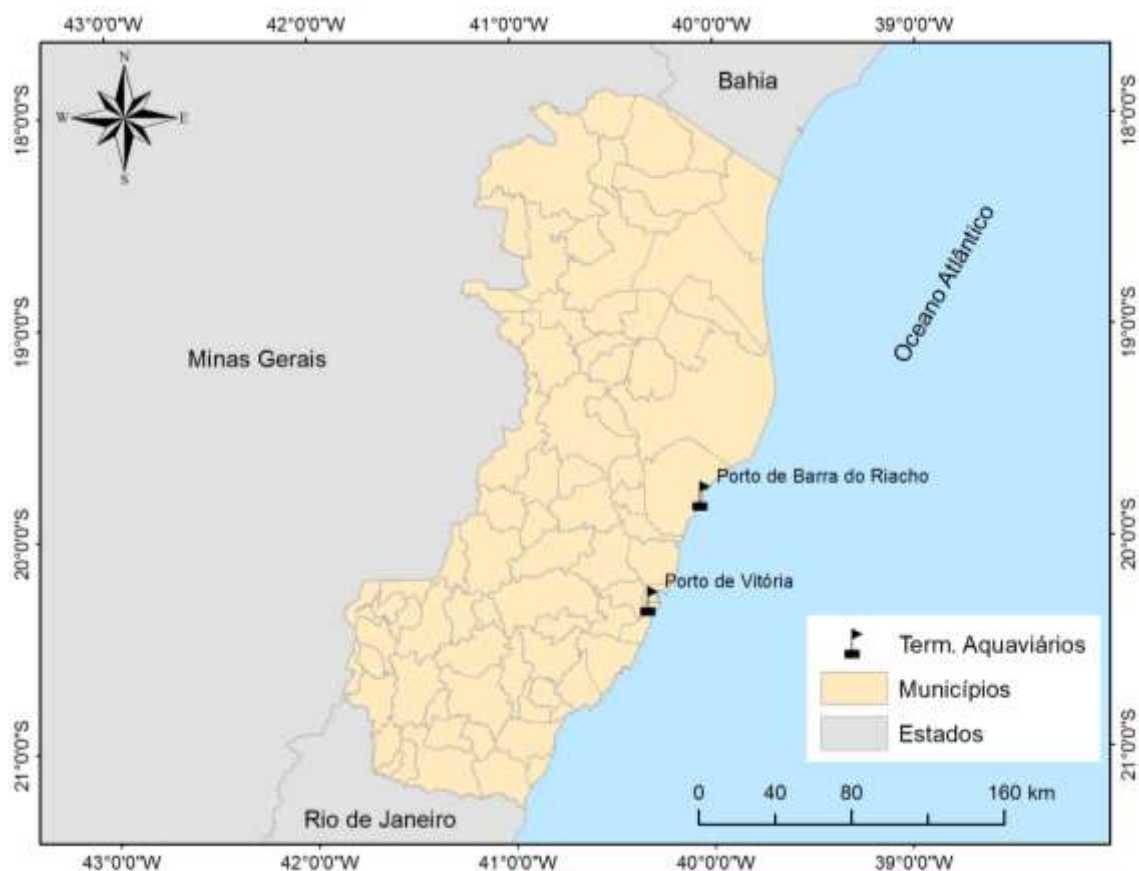 43°0'0"W
42°0'0"W
41°0'0"W
40°0'0"W
39°0'0"W
N
W
E
S
18°0'0"S
18°0'0"S
Bahia
Oceano Atlântico
19°0'0"S
19°0'0"S
Minas Gerais
Porto de Barra do Riacho
20°0'0"S
20°0'0"S
Porto de Vitória
Term. Aquaviários
Municípios
Estados
21°0'0"S
21°0'0"S
0 40 80 160 km
Rio de Janeiro
43°0'0"W
42°0'0"W
41°0'0"W
40°0'0"W
39°0'0"W